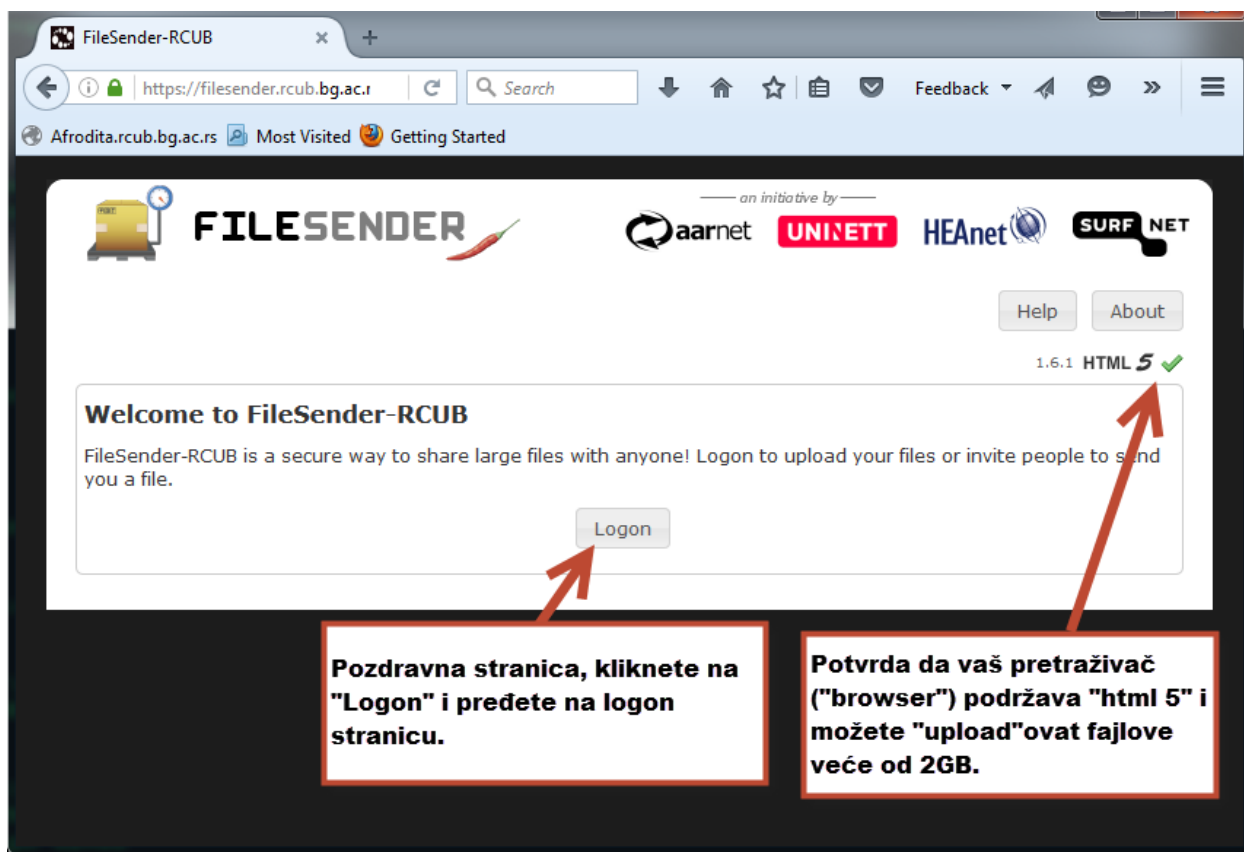 FileSender-RCUB
https://filesender.rcub.bg.ac.r
Search
Feedback
Afrodita.rcub.bg.ac.rs Most Visited Getting Started
an initiative by
FILESENDER
aarnet UNINETT HEAnet SURF NET
Help About
1.6.1 HTML 5
Welcome to FileSender-RCUB
FileSender-RCUB is a secure way to share large files with anyone! Logon to upload your files or invite people to send
you a file.
Logon
Pozdravna stranica, kliknete na
"Logon" i pređete na logon
stranicu.
Potvrda da vaš pretraživač
("browser") podržava "html 5" i
možete "upload"ovat fajlove
veće od 2GB.